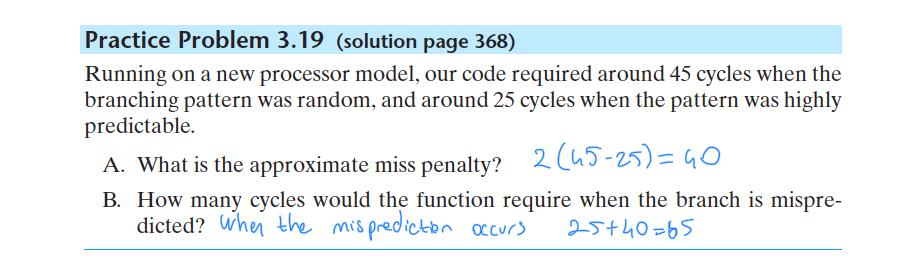 Practice Problem 3.19 (solution page 368)
Running on a new processor model, our code required around 45 cycles when the
branching pattern was random, and around 25 cycles when the pattern was highly
predictable.
A. What is the approximate miss penalty? 2(45-25)=40
B. How many cycles would the function require when the branch is mispre-
dicted? when the misprediction occurs 25+40=65